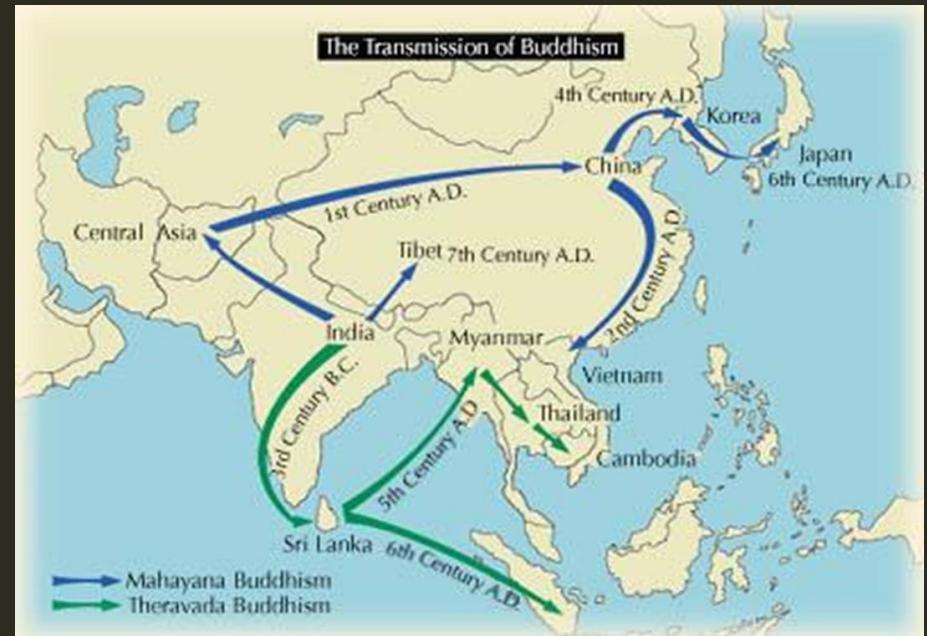 The Transmission of Buddhism
4th Century A.D.
Korea
Japan
6th Century A.D.
China
1st Century A.D.
Central Asia
Tibet 7th Century A.D.
2nd Century A.D.
India
Myanmar
Vietnam
3rd Century B.C.
Thailand
5th Century A.D
Cambodia
Sri Lanka
6th Century A.D.
Mahayana Buddhism
Theravada Buddhism